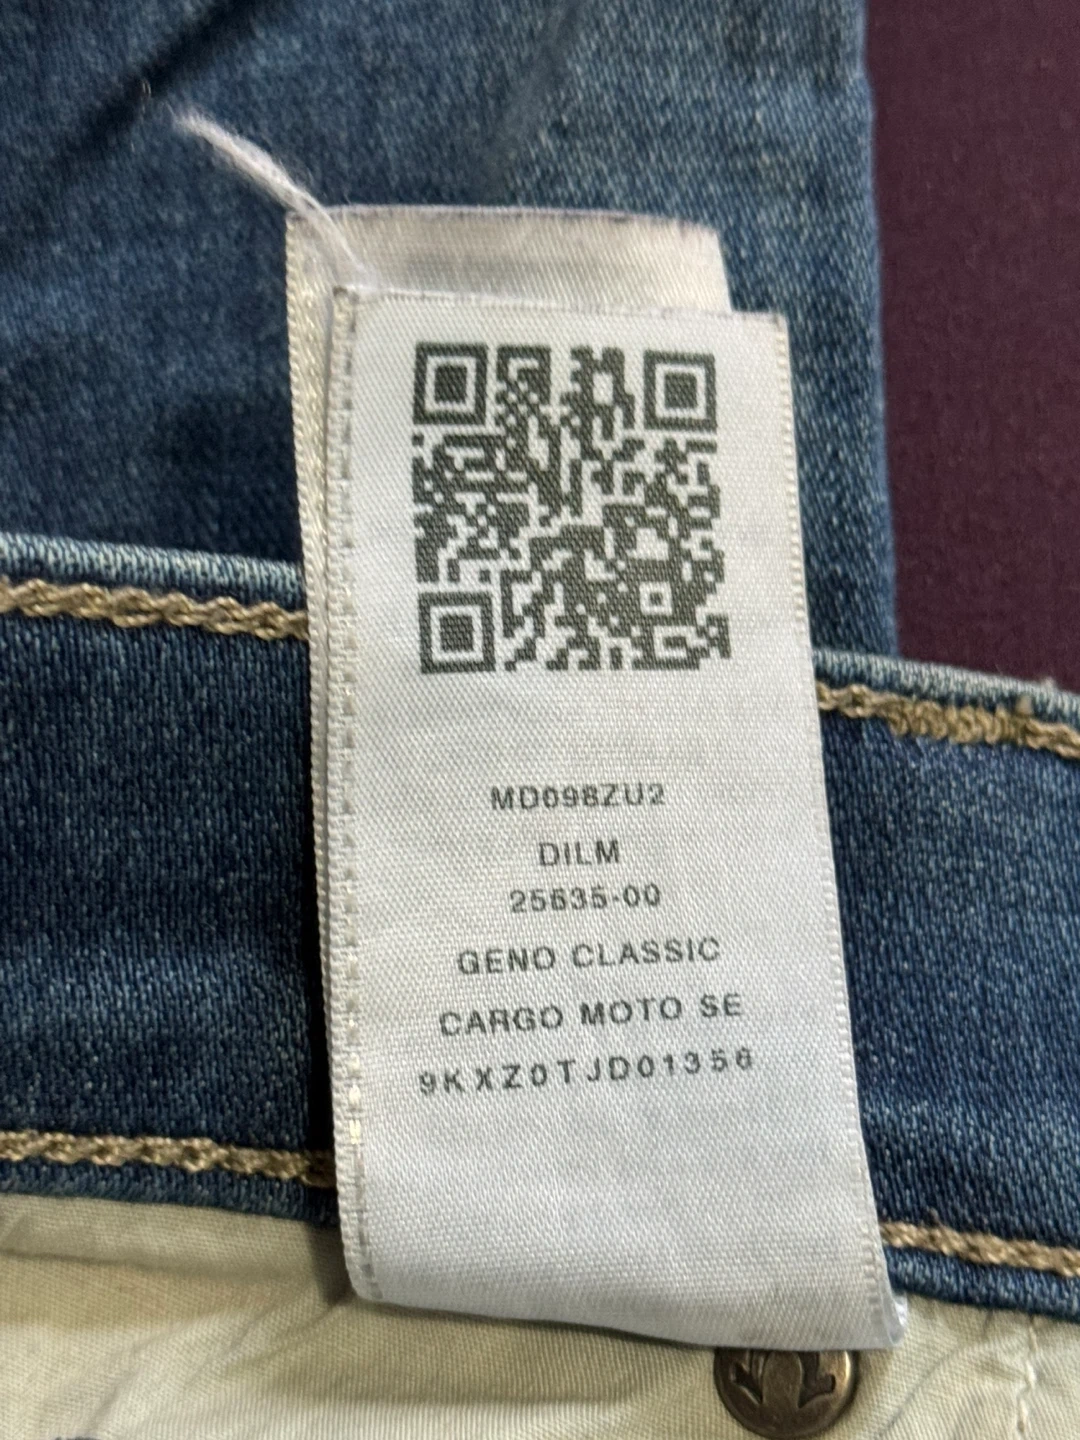 MD098ZU2
DILM
25635-00
GENO CLASSIC
CARGO MOTO SE
9KXZ0TJD01356